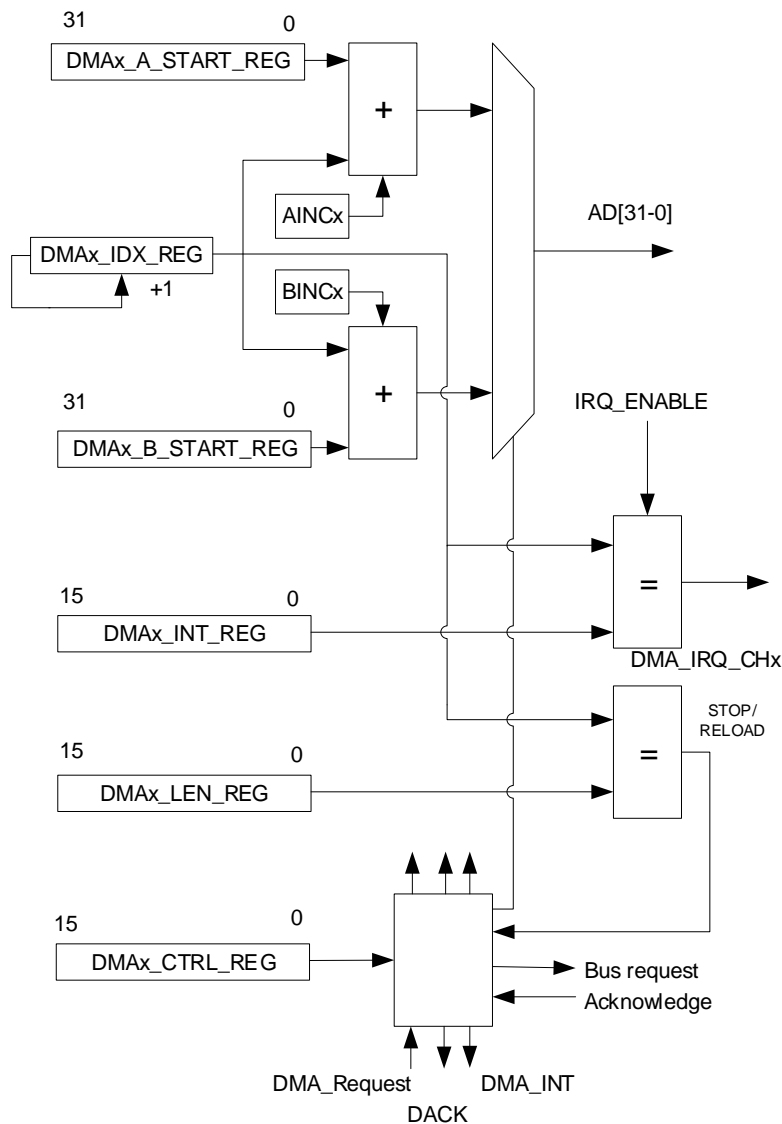 31 0
DMAx_A_START_REG
+
AINCx
AD[31-0]
DMAx_IDX_REG
+1
BINCx
31 0
+
IRQ_ENABLE
DMAx_B_START_REG
15 0
=
DMAx_INT_REG
DMA_IRQ_CHx
STOP/
RELOAD
15 0
=
DMAx_LEN_REG
15 0
DMAx_CTRL_REG
Bus request
Acknowledge
DMA_Request
DMA_INT
DACK